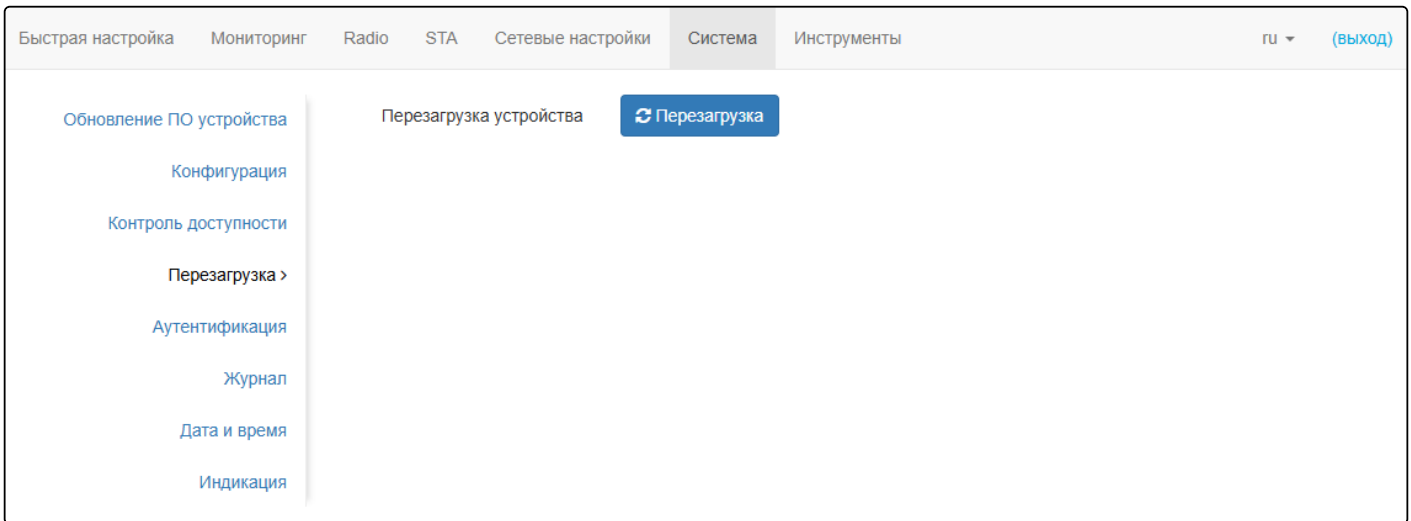 Быстрая настройка Мониторинг Radio STA Сетевые настройки Система Инструменты ru (выход)
Обновление ПО устройства
Перезагрузка устройства Перезагрузка
Конфигурация
Контроль доступности
Перезагрузка >
Аутентификация
Журнал
Дата и время
Индикация